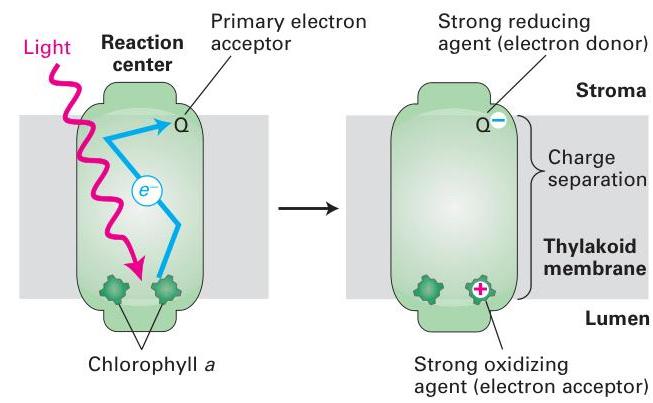 Light
Reaction
center
Primary electron
acceptor
Q
e−
Chlorophyll a
Strong reducing
agent (electron donor)
Stroma
Q −
Charge
separation
Thylakoid
membrane
+
Lumen
Strong oxidizing
agent (electron acceptor)